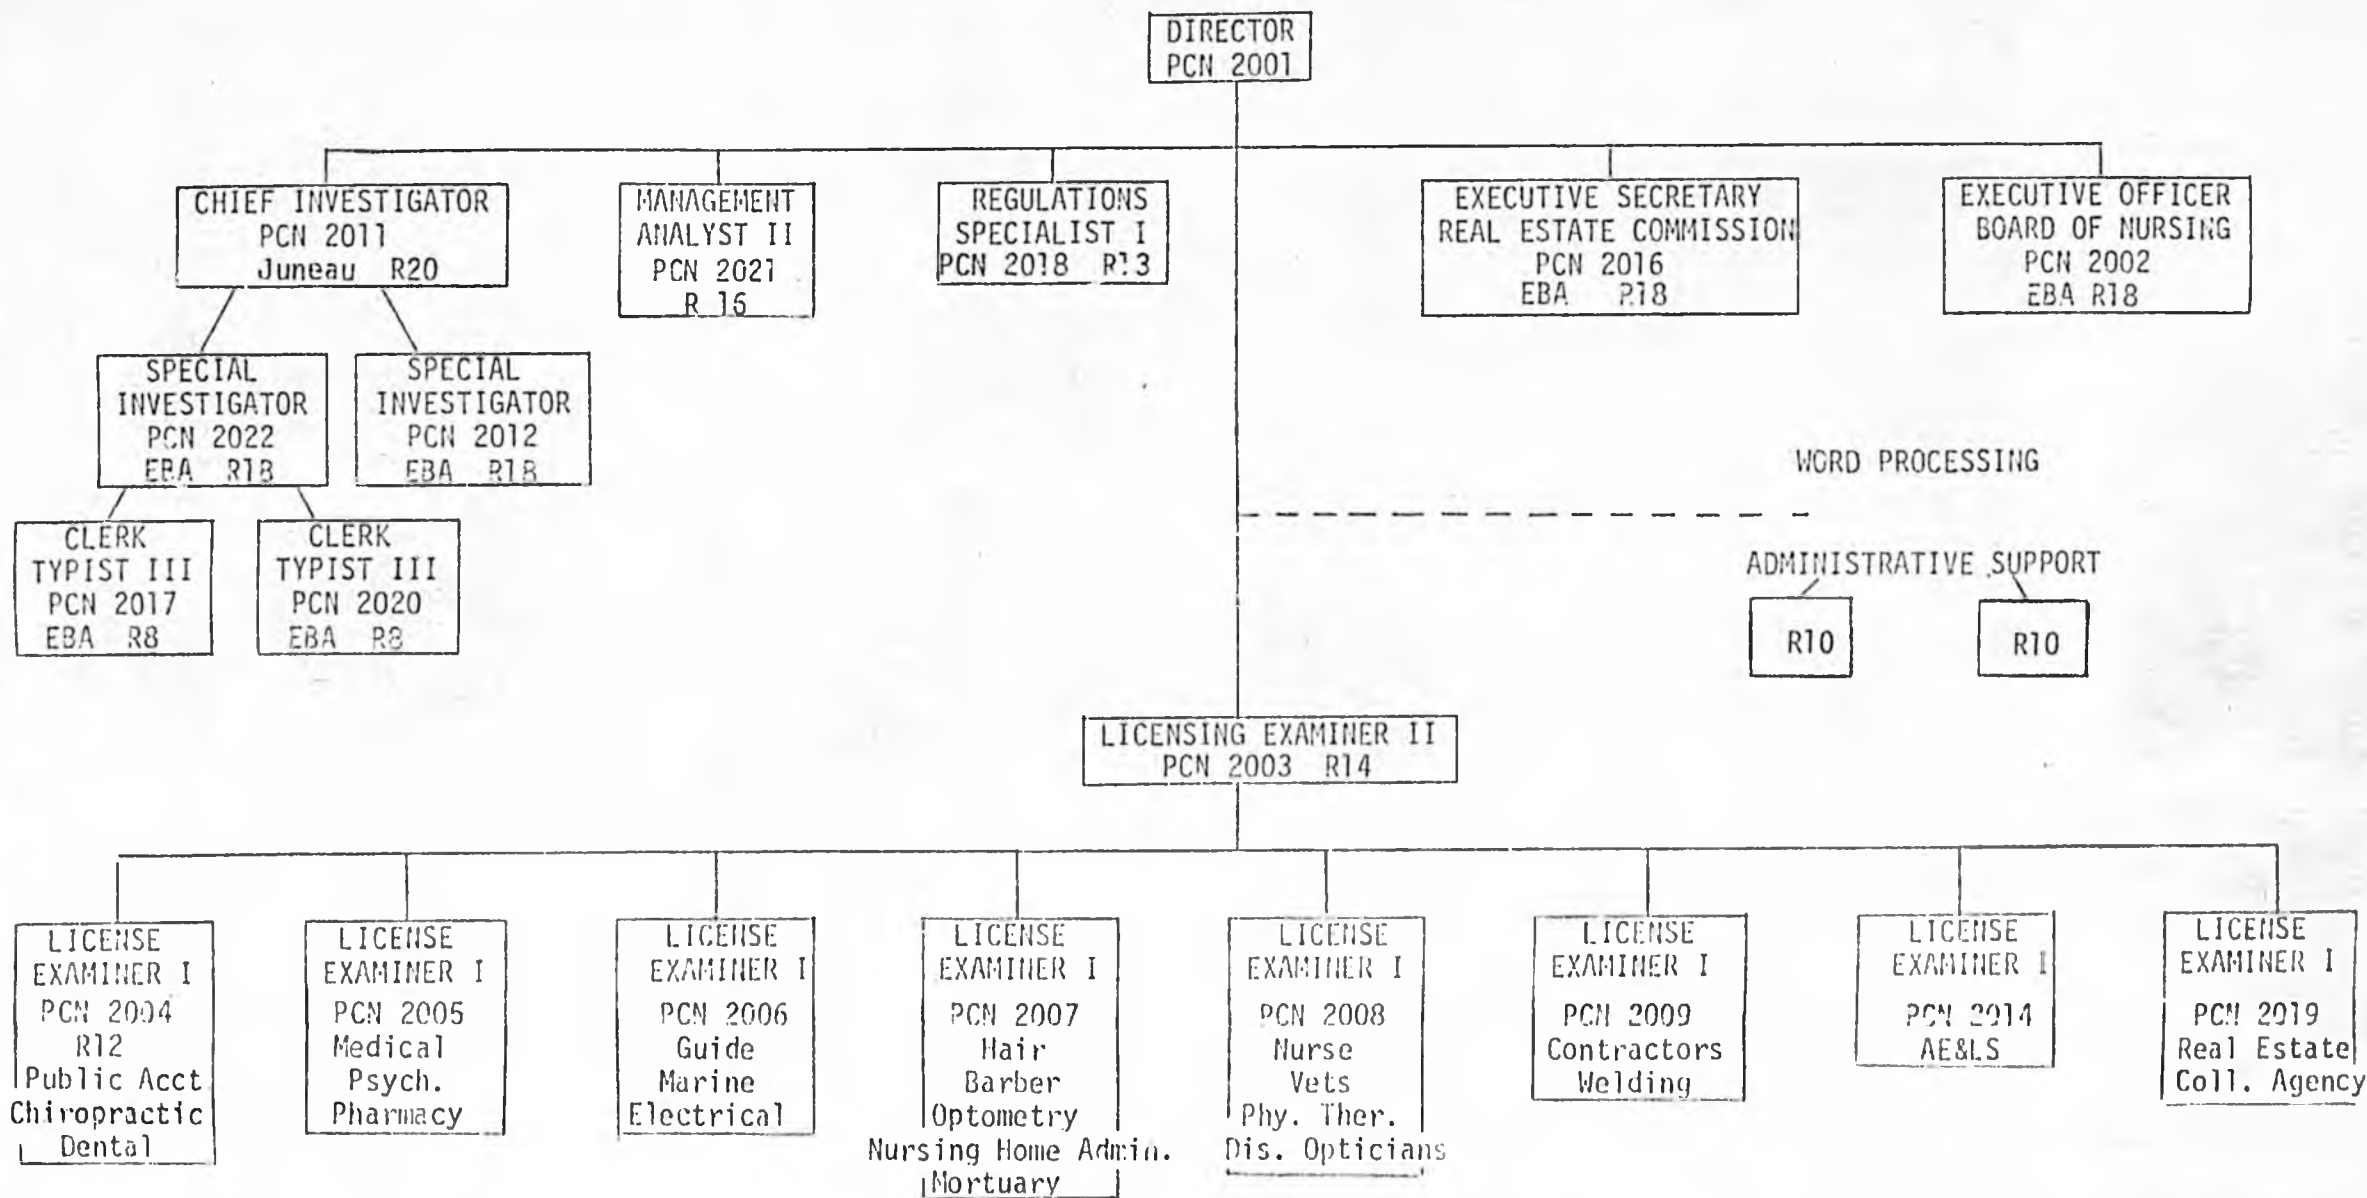 DIRECTOR
PCN 2001
CHIEF INVESTIGATOR
PCN 2011
Juneau R20
MANAGEMENT
ANALYST II
PCN 2021
R 16
REGULATIONS
SPECIALIST I
PCN 2018 R13
EXECUTIVE SECRETARY
REAL ESTATE COMMISSION
PCN 2016
EBA R18
EXECUTIVE OFFICER
BOARD OF NURSING
PCN 2002
EBA R18
SPECIAL
INVESTIGATOR
PCN 2022
EBA R18
SPECIAL
INVESTIGATOR
PCN 2012
EBA R18
CLERK
TYPIST III
PCN 2017
EBA R8
CLERK
TYPIST III
PCN 2020
EBA R8
WORD PROCESSING
ADMINISTRATIVE SUPPORT
R10
R10
LICENSING EXAMINER II
PCN 2003 R14
LICENSE
EXAMINER I
PCN 2004
R12
Public Acct
Chiropractic
Dental
LICENSE
EXAMINER I
PCN 2005
Medical
Psych.
Pharmacy
LICENSE
EXAMINER I
PCN 2006
Guide
Marine
Electrical
LICENSE
EXAMINER I
PCN 2007
Hair
Barber
Optometry
Nursing Home Admin.
Mortuary
LICENSE
EXAMINER I
PCN 2008
Nurse
Vets
Phy. Ther.
Dis. Opticians
LICENSE
EXAMINER I
PCN 2009
Contractors
Welding
LICENSE
EXAMINER I
PCN 2014
AE&LS
LICENSE
EXAMINER I
PCN 2019
Real Estate
Coll. Agency